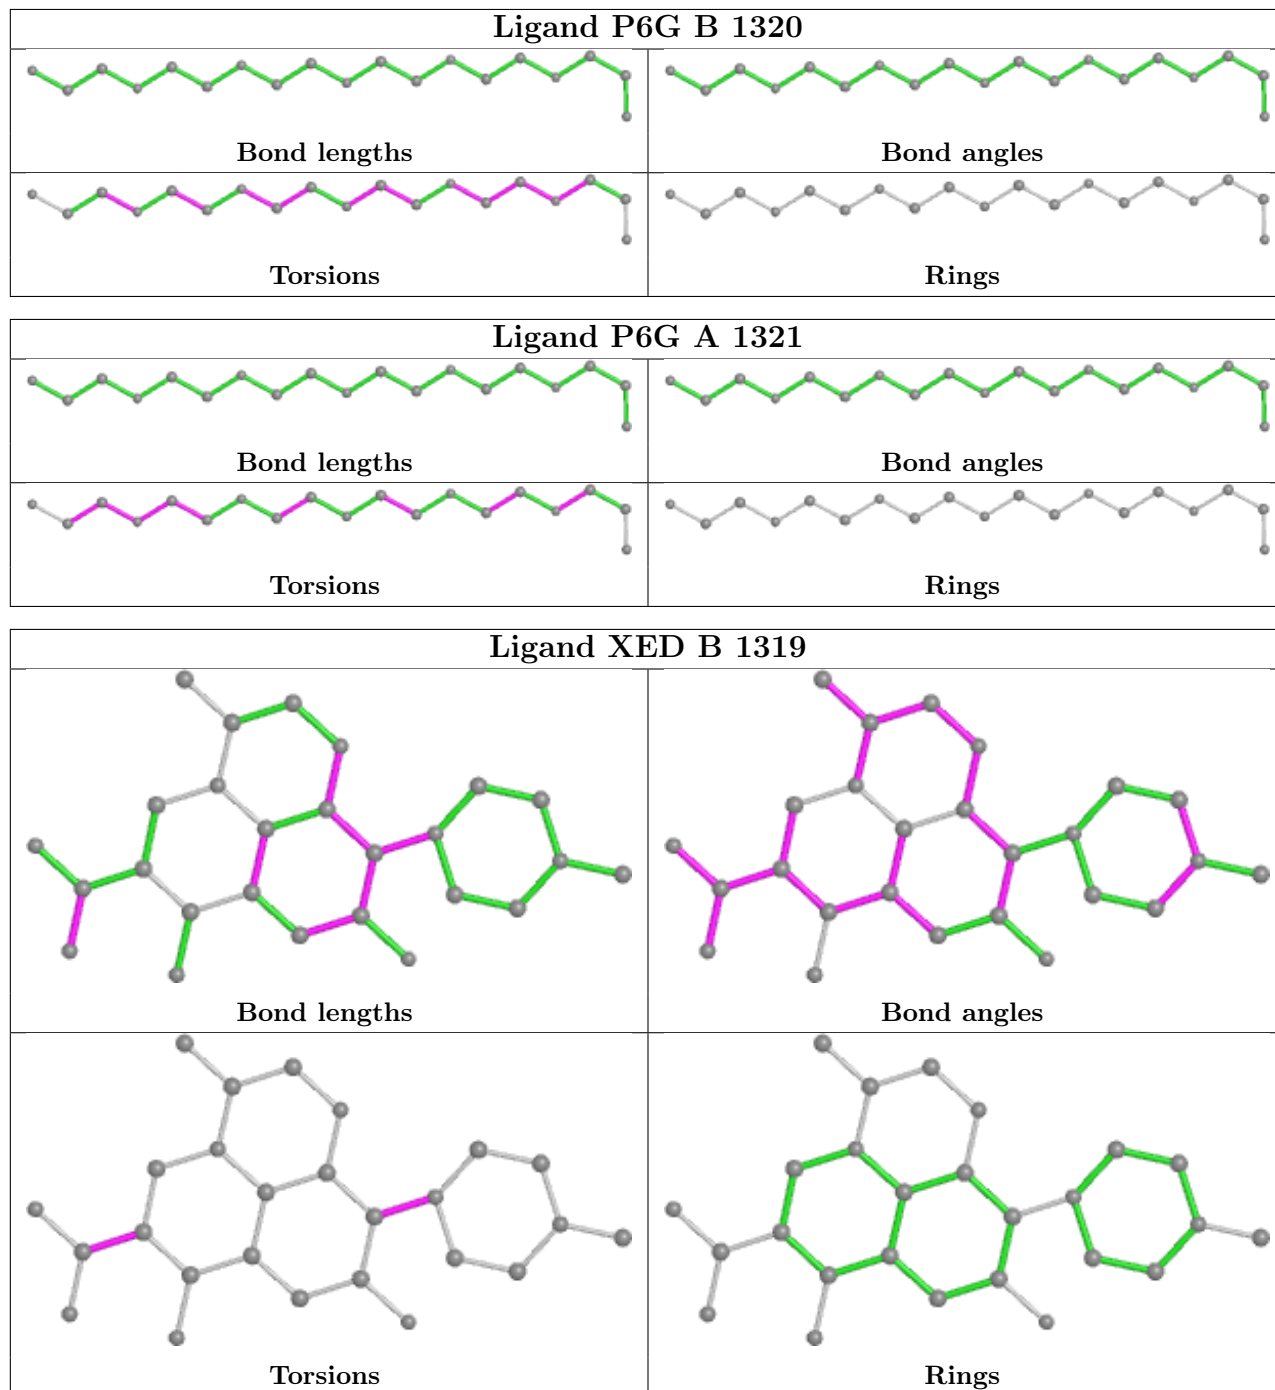 Ligand P6G B 1320
Bond lengths
Bond angles
Torsions
Rings
Ligand P6G A 1321
Bond lengths
Bond angles
Torsions
Rings
Ligand XED B 1319
Bond lengths
Bond angles
Torsions
Rings